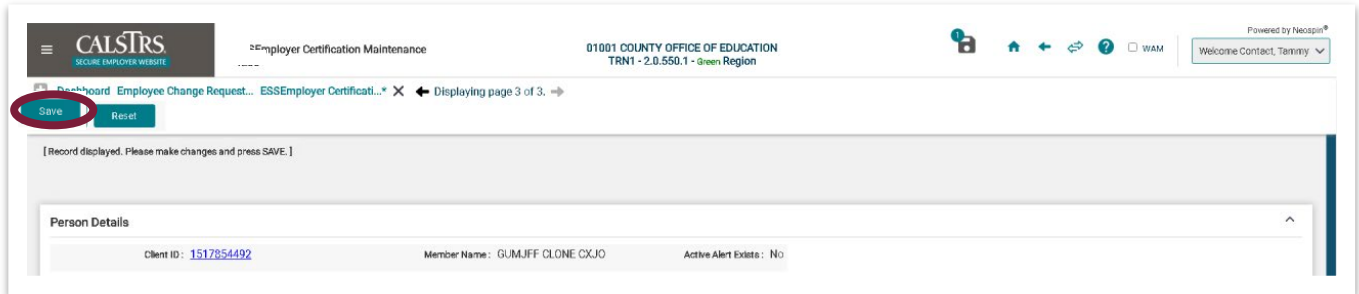 Powered by Neospin®
CALSTRS
SECURE EMPLOYER WEBSITE
Employer Certification Maintenance
01001 COUNTY OFFICE OF EDUCATION
TRN1 - 2.0.550.1 - Green Region
1
? WAM
Welcome Contact, Tammy
Dashboard Employee Change Request... ESSEmployer Certificati...* X Displaying page 3 of 3.
Save Reset
[ Record displayed. Please make changes and press SAVE. ]
Person Details
Client ID : 1517854492 Member Name : GUMJFF CLONE CXJO Active Alert Exists : No